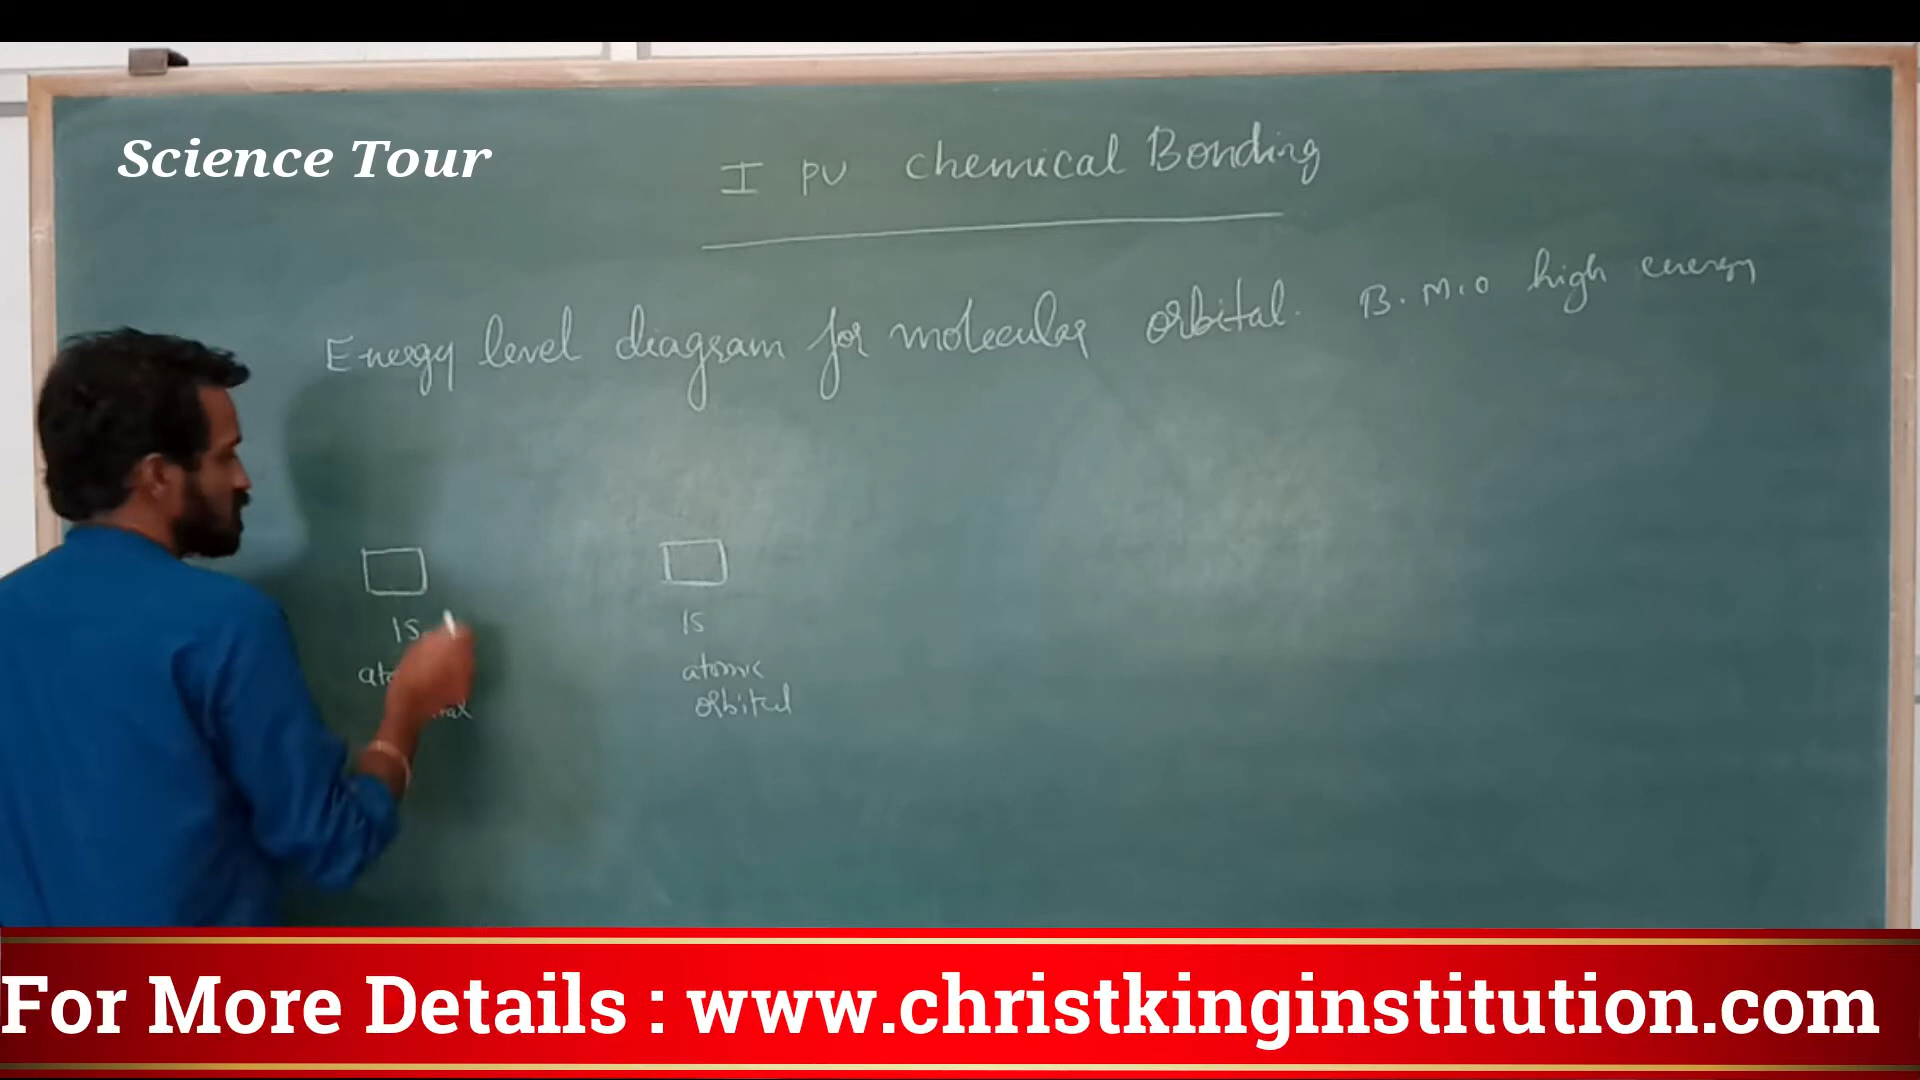 Science Tour
I PU Chemical Bonding
Energy level diagram for molecular orbital. B.M.O high energy
1s 1s
atomic
orbital
For More Details : www.christkinginstitution.com